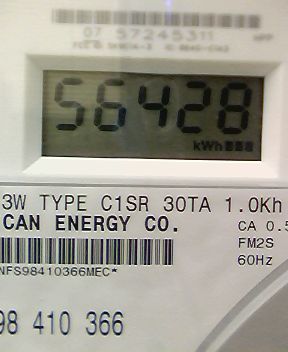 07 57245311
56428
kWh
3W TYPE C1SR 30TA 1.0Kh
CAN ENERGY CO.
CA 0.5
FM2S
NFS98410366MEC*
60Hz
98 410 366